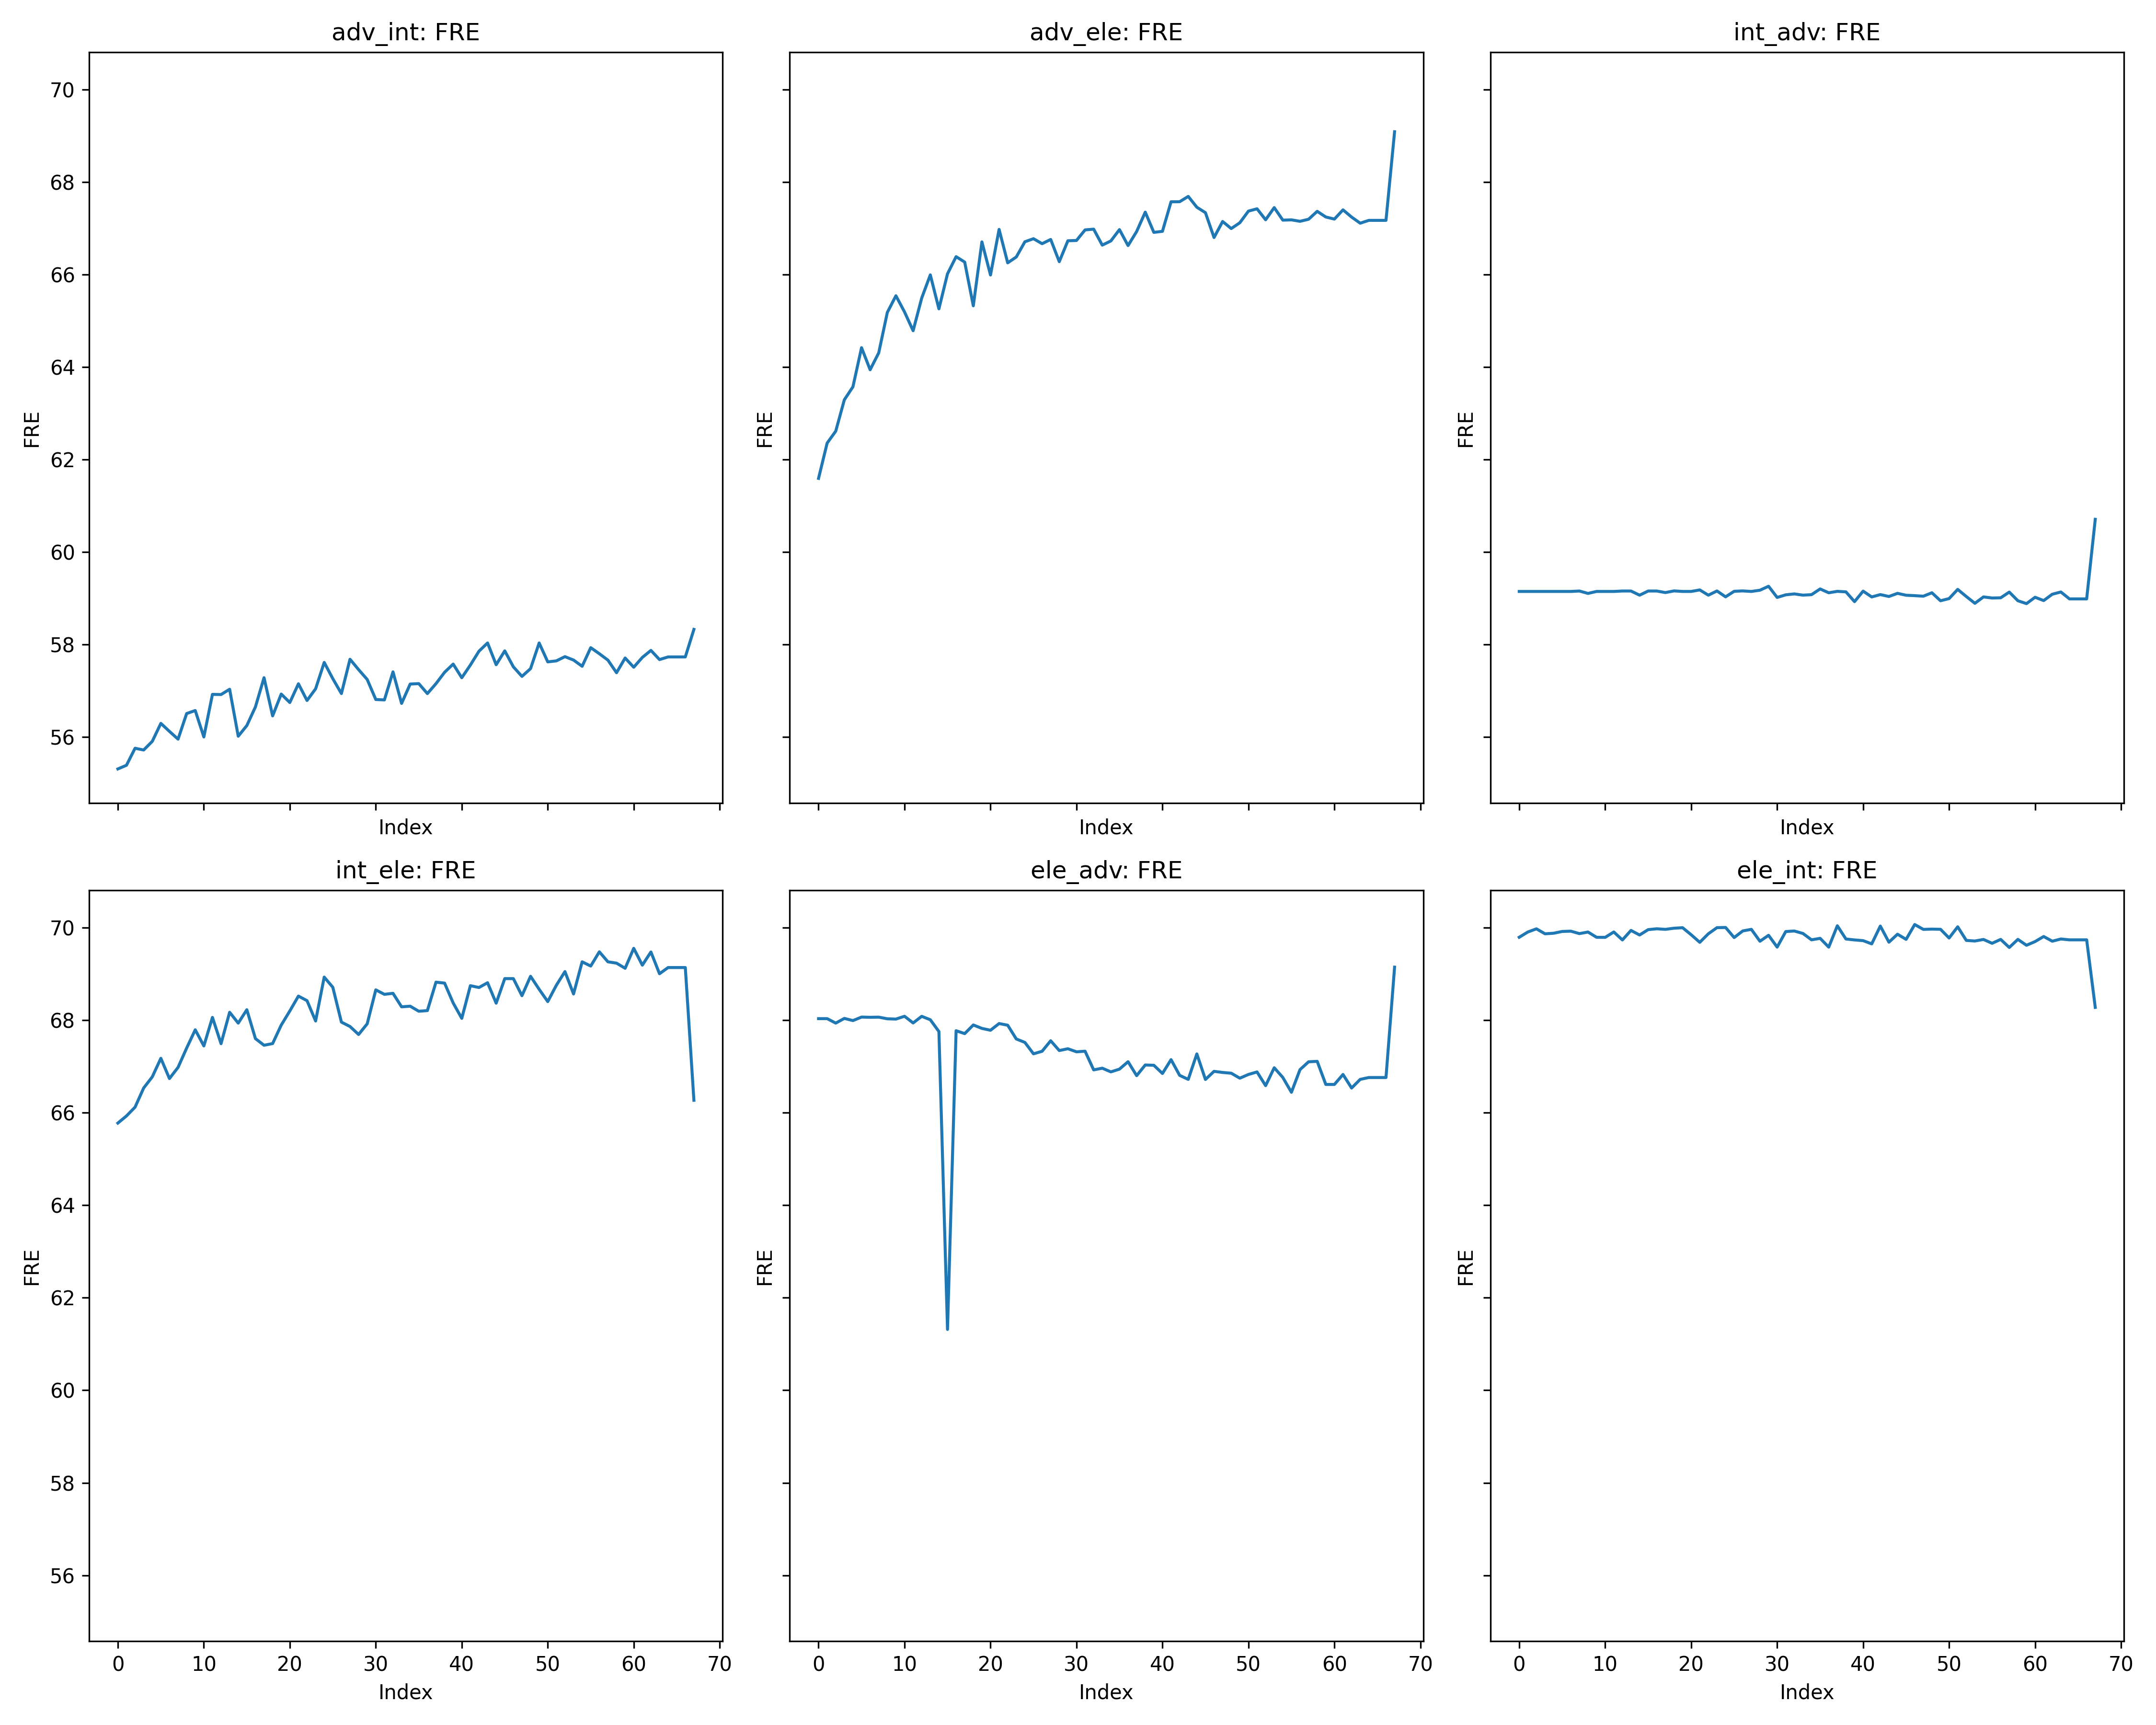 adv_int: FRE
adv_ele: FRE
int_adv: FRE
70
68
66
64
62
60
58
56
FRE
FRE
FRE
Index
Index
Index
int_ele: FRE
ele_adv: FRE
ele_int: FRE
70
68
66
64
62
60
58
56
FRE
FRE
FRE
0 10 20 30 40 50 60 70
0 10 20 30 40 50 60 70
0 10 20 30 40 50 60 70
Index
Index
Index